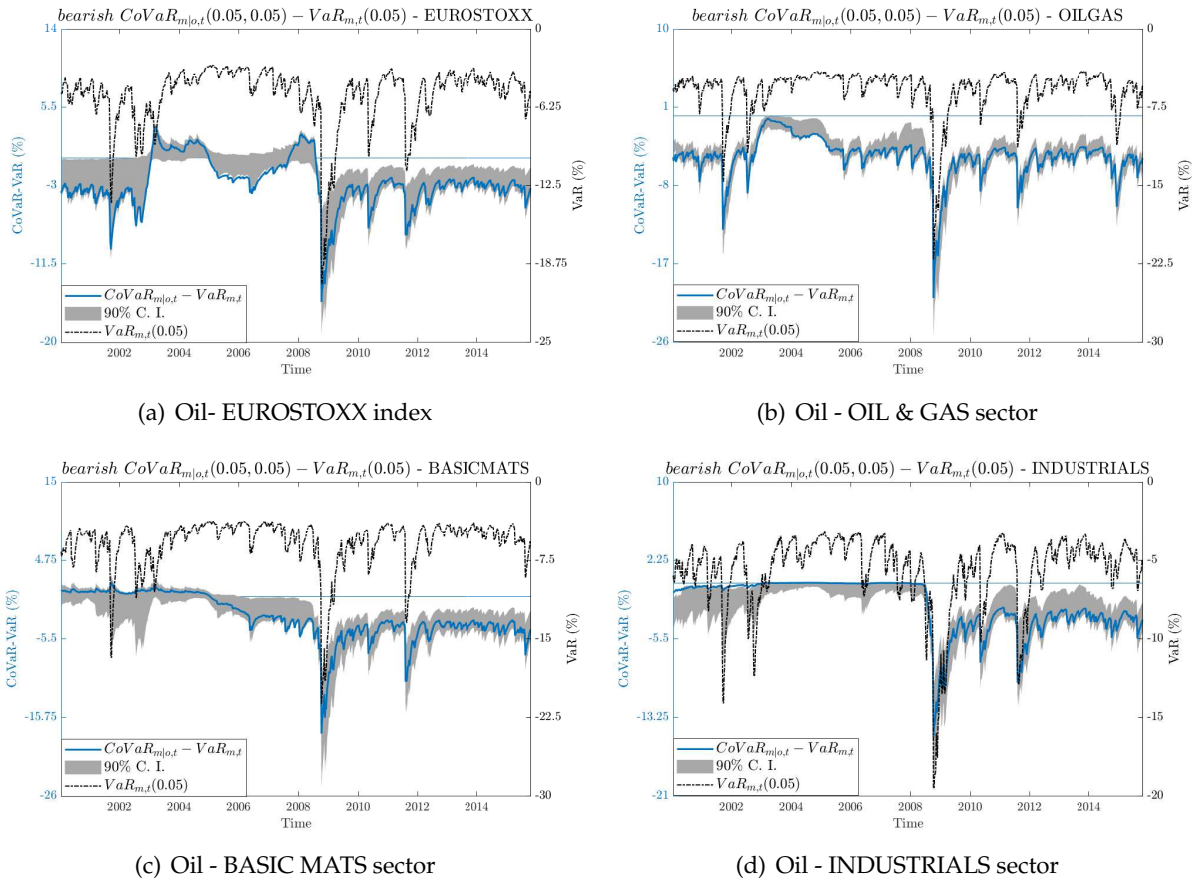 bearish CoVaR_{m|o,t}(0.05, 0.05) − VaR_{m,t}(0.05) - EUROSTOXX
14
5.5
-3
-11.5
-20
CoVaR-VaR (%)
0
-6.25
-12.5
-18.75
-25
VaR (%)
CoVaR_{m|o,t} − VaR_{m,t}
90% C. I.
VaR_{m,t}(0.05)
2002 2004 2006 2008 2010 2012 2014
Time
(a) Oil- EUROSTOXX index
bearish CoVaR_{m|o,t}(0.05, 0.05) − VaR_{m,t}(0.05) - OILGAS
10
1
-8
-17
-26
CoVaR-VaR (%)
0
-7.5
-15
-22.5
-30
VaR (%)
CoVaR_{m|o,t} − VaR_{m,t}
90% C. I.
VaR_{m,t}(0.05)
2002 2004 2006 2008 2010 2012 2014
Time
(b) Oil - OIL & GAS sector
bearish CoVaR_{m|o,t}(0.05, 0.05) − VaR_{m,t}(0.05) - BASICMATS
15
4.75
-5.5
-15.75
-26
CoVaR-VaR (%)
0
-7.5
-15
-22.5
-30
VaR (%)
CoVaR_{m|o,t} − VaR_{m,t}
90% C. I.
VaR_{m,t}(0.05)
2002 2004 2006 2008 2010 2012 2014
Time
(c) Oil - BASIC MATS sector
bearish CoVaR_{m|o,t}(0.05, 0.05) − VaR_{m,t}(0.05) - INDUSTRIALS
10
2.25
-5.5
-13.25
-21
CoVaR-VaR (%)
0
-5
-10
-15
-20
VaR (%)
CoVaR_{m|o,t} − VaR_{m,t}
90% C. I.
VaR_{m,t}(0.05)
2002 2004 2006 2008 2010 2012 2014
Time
(d) Oil - INDUSTRIALS sector